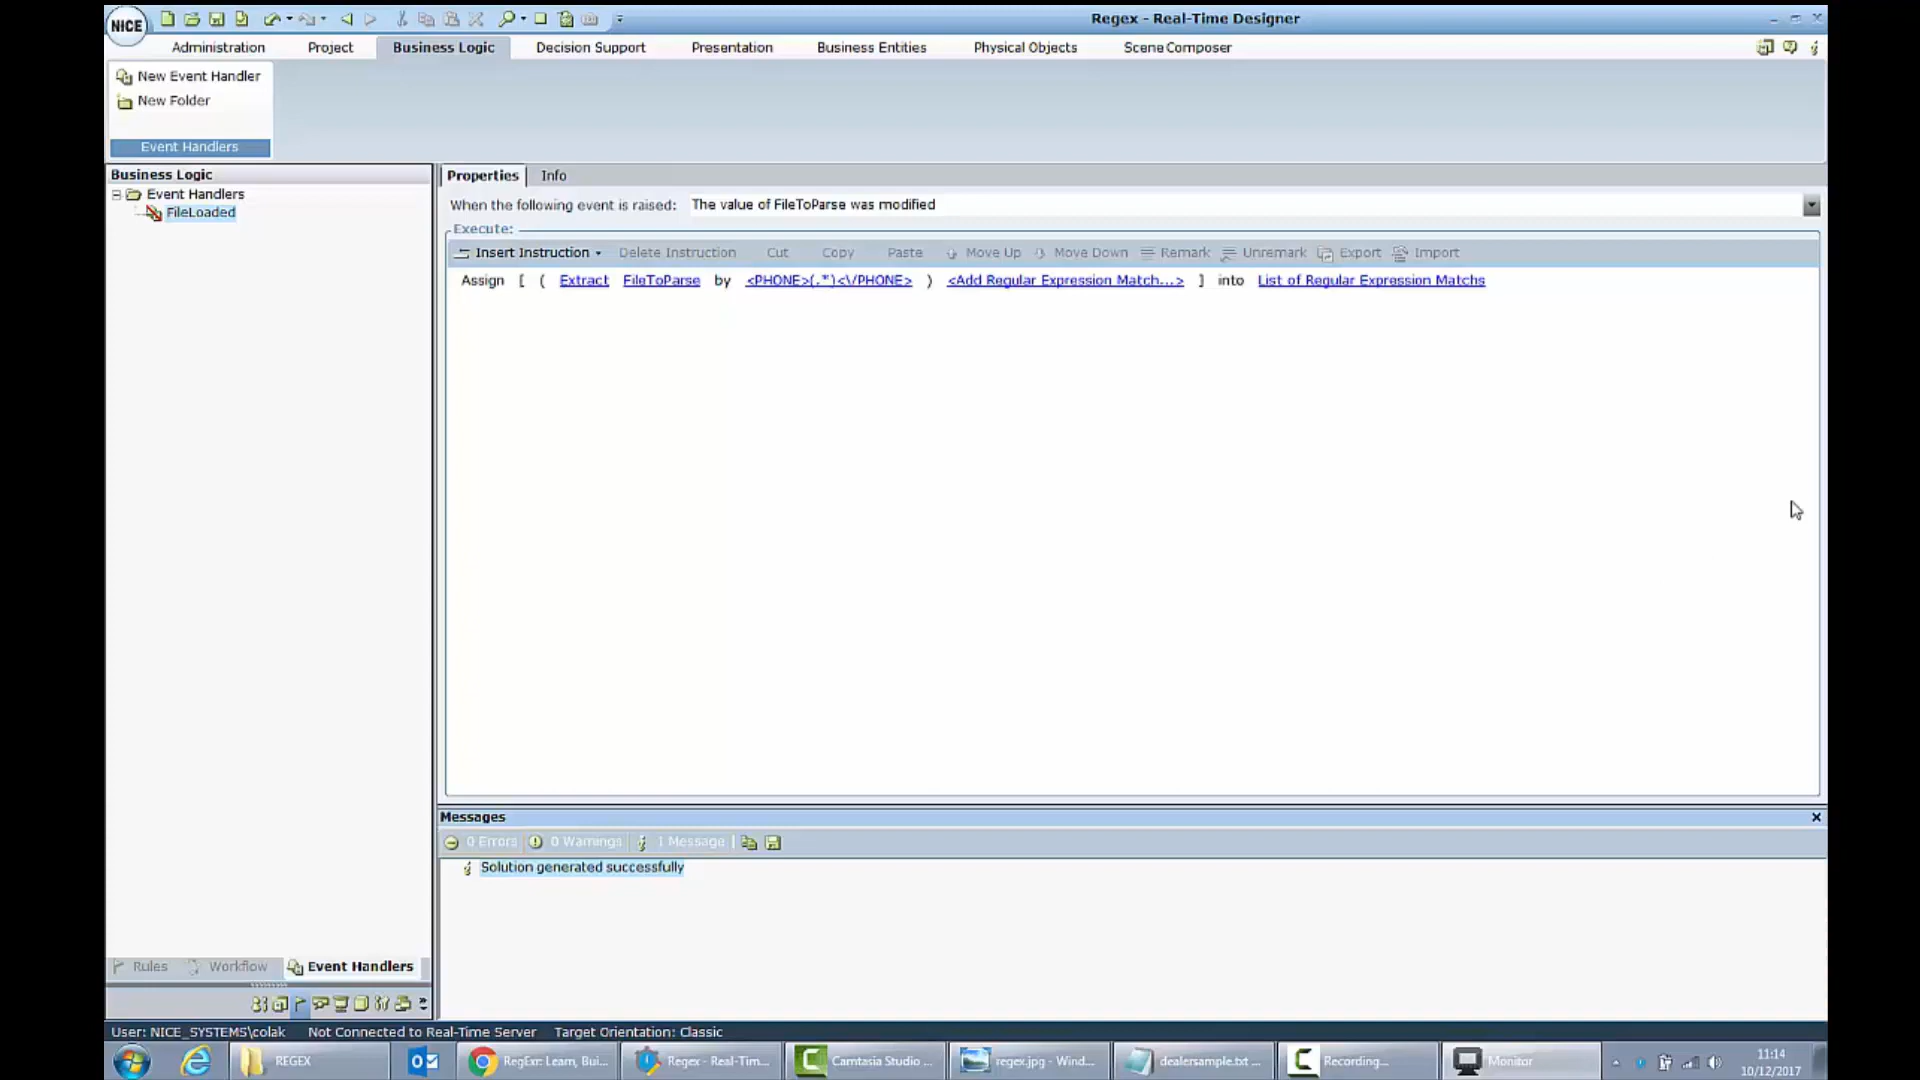 NICE
Regex - Real-Time Designer
Administration Project Business Logic Decision Support Presentation Business Entities Physical Objects Scene Composer
New Event Handler
New Folder
Event Handlers
Business Logic
Event Handlers
FileLoaded
Properties Info
When the following event is raised: The value of FileToParse was modified
Execute:
Insert Instruction Delete Instruction Cut Copy Paste Move Up Move Down Remark Unremark Export Import
Assign [ ( Extract FileToParse by <PHONE>(.*)<\/PHONE> ) <Add Regular Expression Match...> ] into List of Regular Expression Matchs
Messages
0 Errors 0 Warnings 1 Message
Solution generated successfully
Rules Workflow Event Handlers
User: NICE_SYSTEMS\colak Not Connected to Real-Time Server Target Orientation: Classic
REGEX RegExr: Learn, Bui... Regex - Real-Tim... Camtasia Studio ... regex.jpg - Wind... dealersample.txt ... Recording... Monitor 11:14
10/12/2017